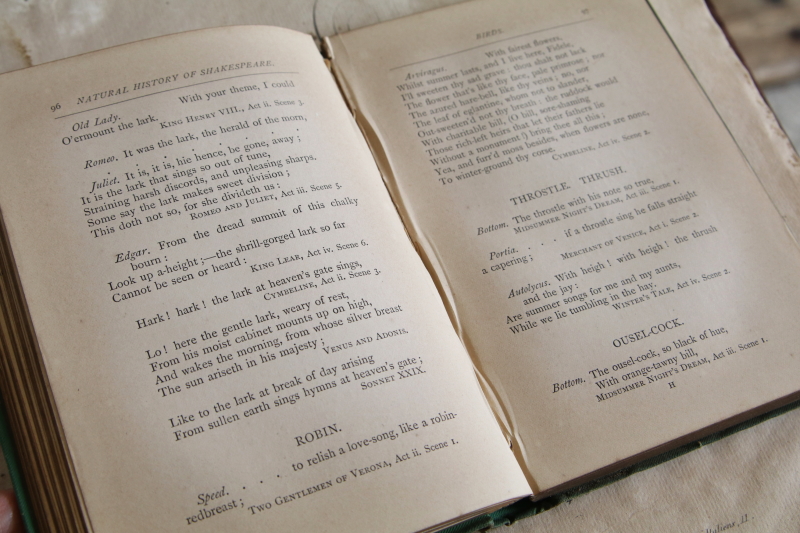 96 NATURAL HISTORY OF SHAKESPEARE.
With your theme, I could
Old Lady.
O'ermount the lark.
KING HENRY VIII., Act ii. Scene 3.
Romeo. It was the lark, the herald of the morn,
. . . . . .
Juliet. It is, it is, hie hence, be gone, away;
It is the lark that sings so out of tune,
Straining harsh discords, and unpleasing sharps.
Some say the lark makes sweet division;
This doth not so, for she divideth us:
ROMEO AND JULIET, Act iii. Scene 5.
Edgar. From the dread summit of this chalky
bourn:
Look up a-height;—the shrill-gorged lark so far
Cannot be seen or heard:
KING LEAR, Act iv. Scene 6.
Hark! hark! the lark at heaven's gate sings,
CYMBELINE, Act ii. Scene 3.
Lo! here the gentle lark, weary of rest,
From his moist cabinet mounts up on high,
And wakes the morning, from whose silver breast
The sun ariseth in his majesty;
VENUS AND ADONIS.
Like to the lark at break of day arising
From sullen earth sings hymns at heaven's gate;
SONNET XXIX.
ROBIN.
Speed. . . . to relish a love-song, like a robin-
redbreast;
TWO GENTLEMEN OF VERONA, Act ii. Scene 1.
BIRDS.
With fairest flowers,
Arviragus.
Whilst summer lasts, and I live here, Fidele,
I'll sweeten thy sad grave: thou shalt not lack
The flower that's like thy face, pale primrose; nor
The azured hare-bell, like thy veins; no, nor
The leaf of eglantine, whom not to slander,
Out-sweeten'd not thy breath: the ruddock would
With charitable bill, (O bill, sore-shaming
Those rich-left heirs that let their fathers lie
Without a monument!) bring thee all this;
Yea, and furr'd moss besides, when flowers are none,
To winter-ground thy corse.
CYMBELINE, Act iv. Scene 2.
THROSTLE. THRUSH.
Bottom. The throstle with his note so true,
MIDSUMMER NIGHT'S DREAM, Act iii. Scene 1.
Portia. . . . if a throstle sing he falls straight
a capering;
MERCHANT OF VENICE, Act i. Scene 2.
Autolycus. With heigh! with heigh! the thrush
and the jay:
Are summer songs for me and my aunts,
While we lie tumbling in the hay.
WINTER'S TALE, Act iv. Scene 2.
OUSEL-COCK.
Bottom. The ousel-cock, so black of hue,
With orange-tawny bill,
MIDSUMMER NIGHT'S DREAM, Act iii. Scene 1.
H